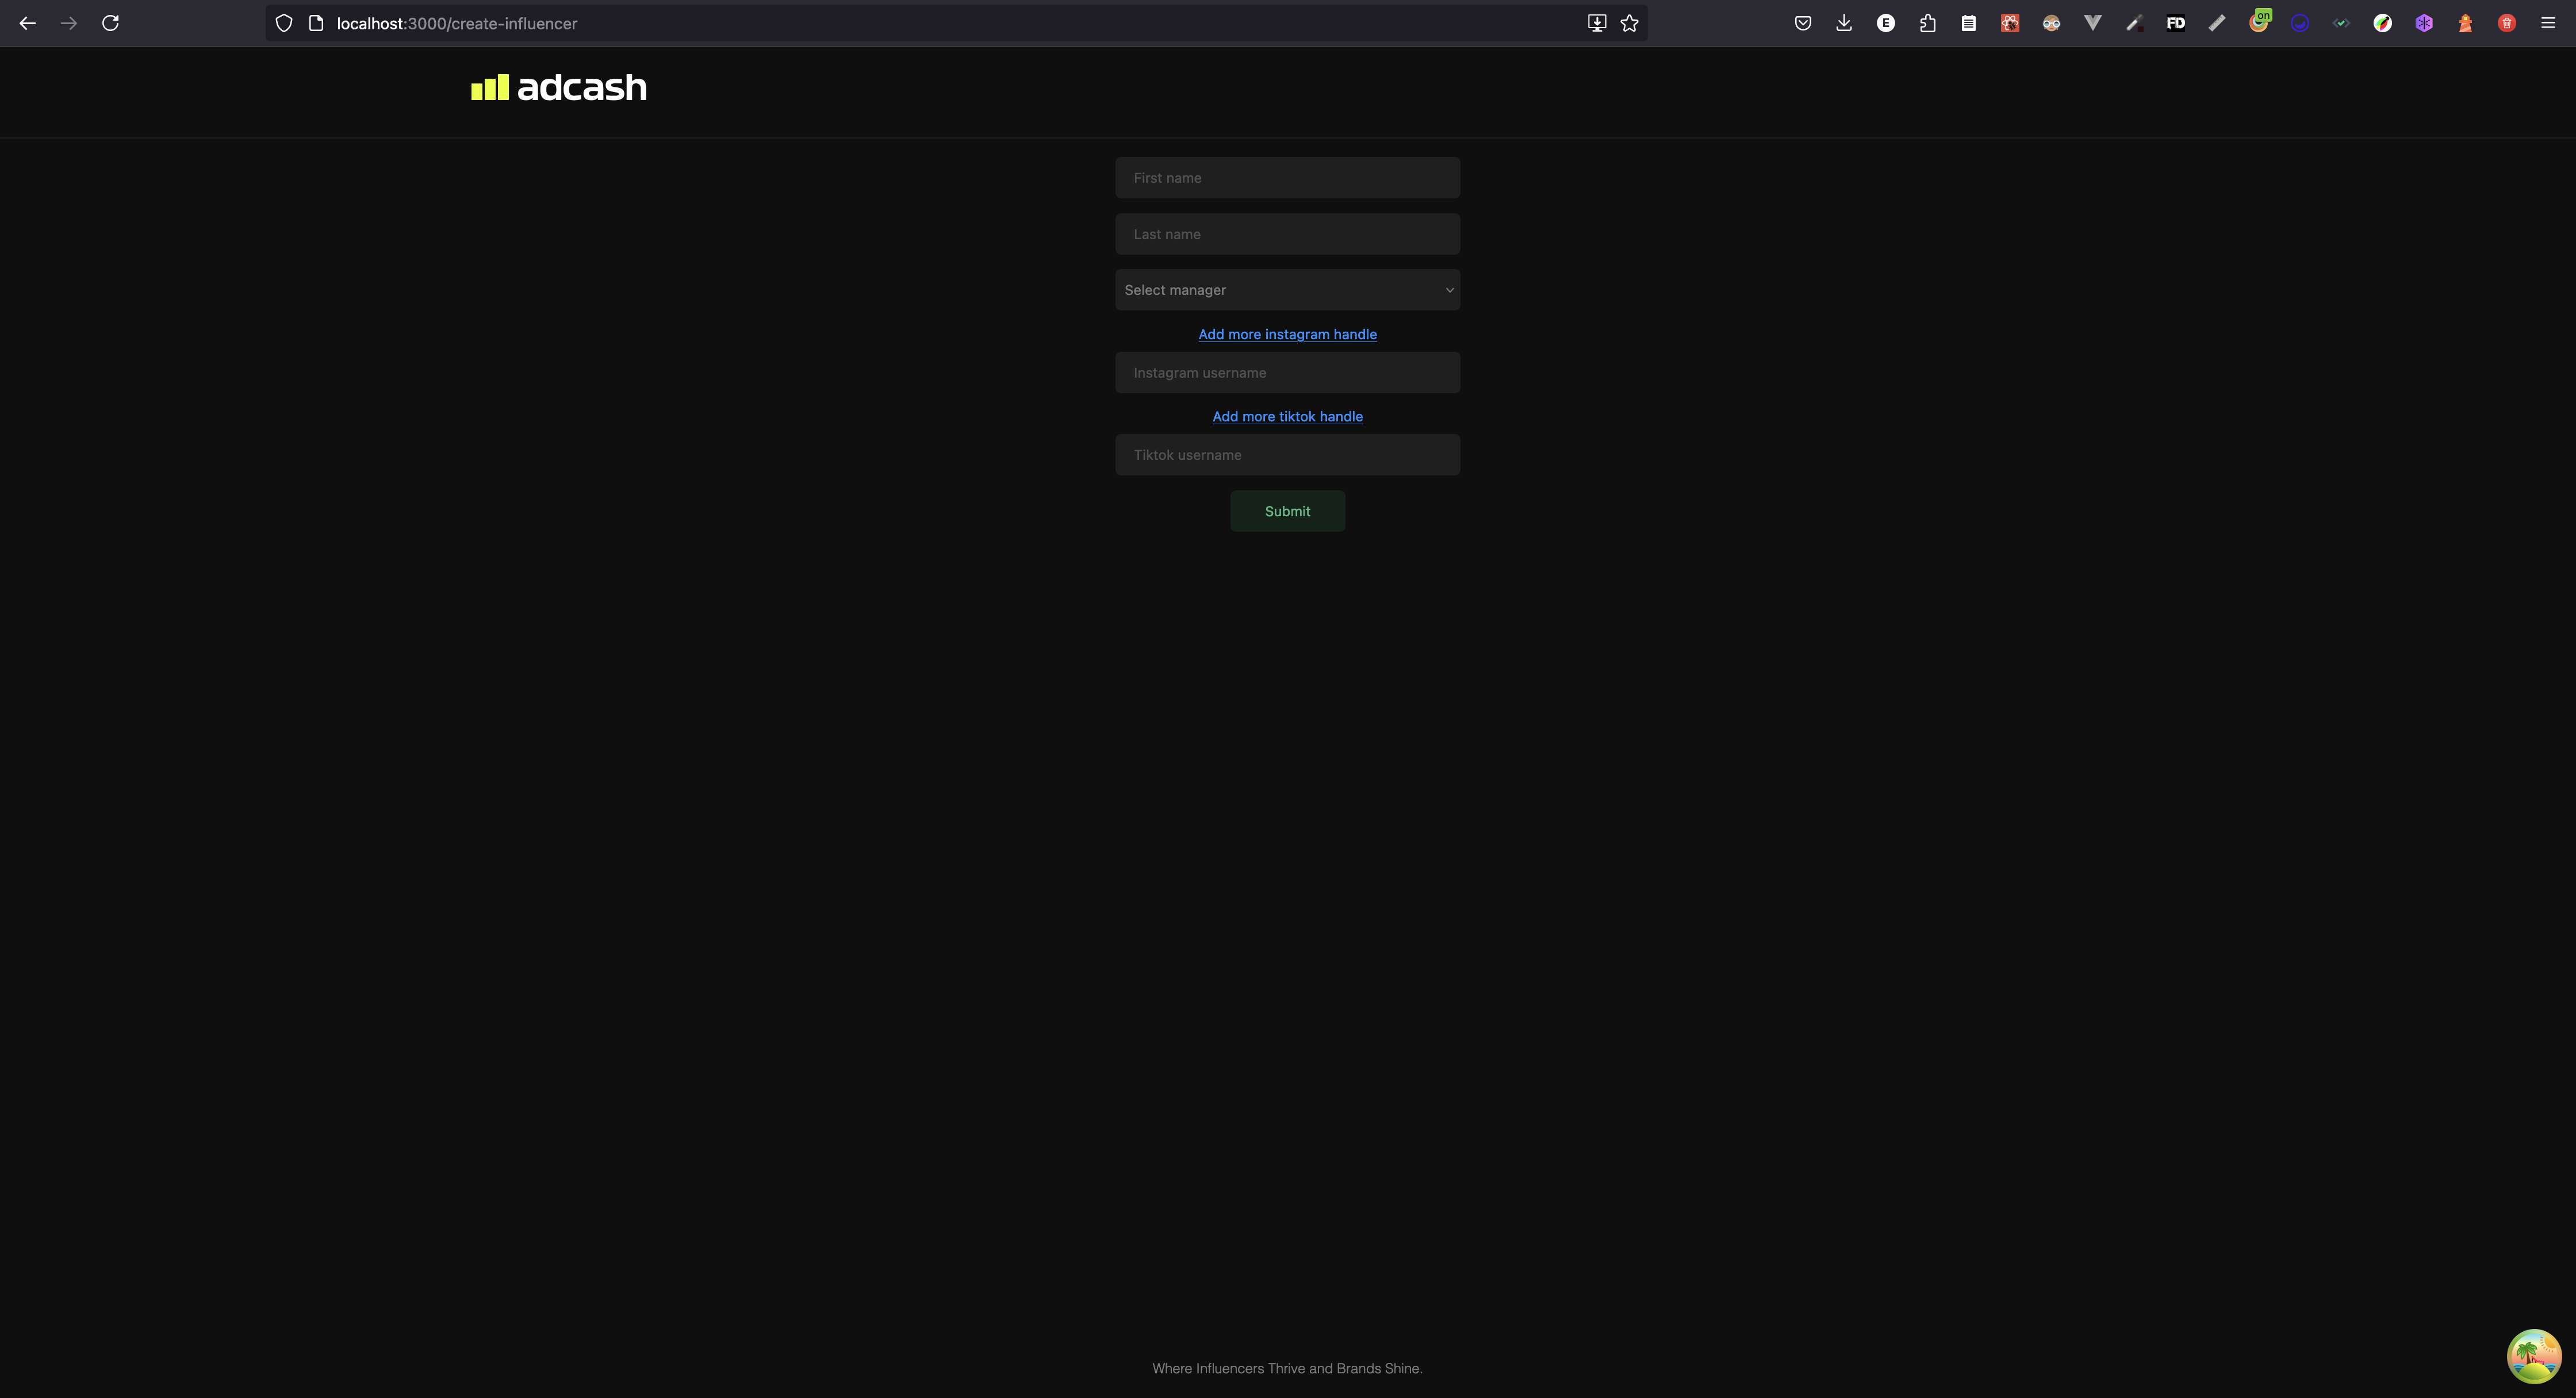 localhost:3000/create-influencer
E
FD
on
adcash
First name
Last name
Select manager
Add more instagram handle
Instagram username
Add more tiktok handle
Tiktok username
Submit
Where Influencers Thrive and Brands Shine.